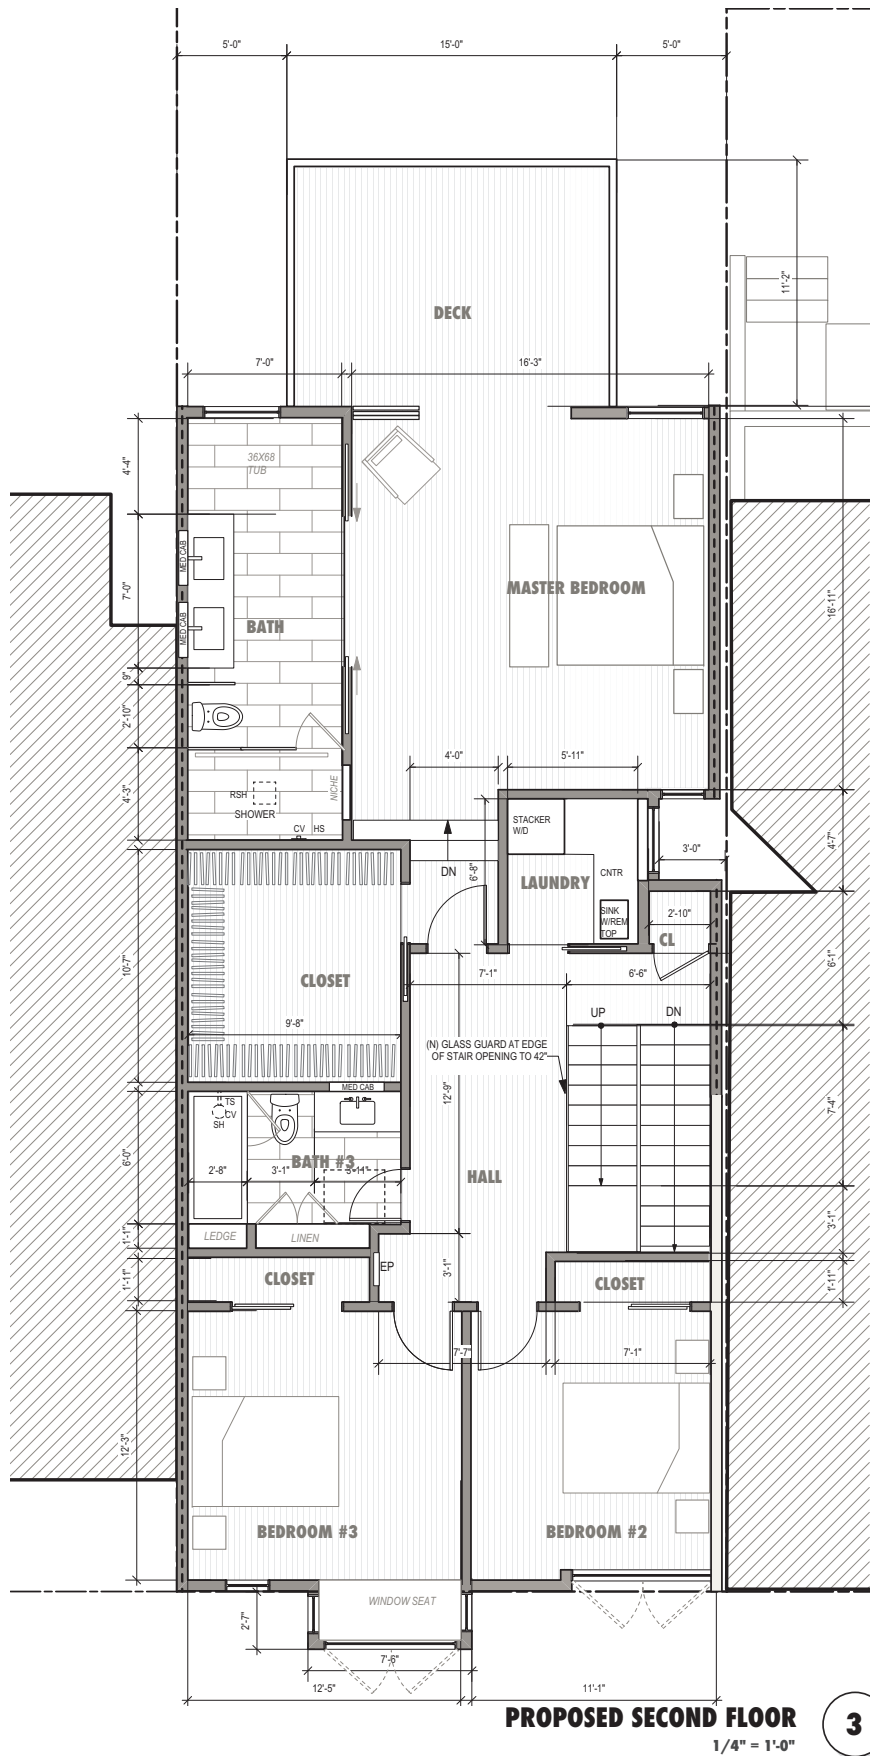 5'-0"
15'-0"
5'-0"
11'-2"
DECK
7'-0"
16'-3"
4'-4"
36X68
TUB
MED CAB
7'-0"
MASTER BEDROOM
16'-11"
MED CAB
BATH
9"
2'-10"
4'-0"
5'-11"
4'-3"
RSH
SHOWER
NICHE
CV HS
STACKER
W/D
DN
6'-8"
LAUNDRY
CNTR
3'-0"
4'-7"
SINK
W/REM
TOP
2'-10"
CL
10'-7"
CLOSET
7'-1"
6'-6"
6'-1"
9'-8"
UP
DN
(N) GLASS GUARD AT EDGE
OF STAIR OPENING TO 42"
MED CAB
12'-9"
7'-4"
TS
CV
SH
6'-0"
BATH #3
2'-8"
3'-1"
3'-11"
HALL
LEDGE
LINEN
1'-1"
3'-1"
EP
3'-1"
1'-11"
CLOSET
CLOSET
1'-11"
7'-7"
7'-1"
12'-3"
BEDROOM #3
BEDROOM #2
WINDOW SEAT
2'-7"
7'-6"
12'-5"
11'-1"
PROPOSED SECOND FLOOR
3
1/4" = 1'-0"